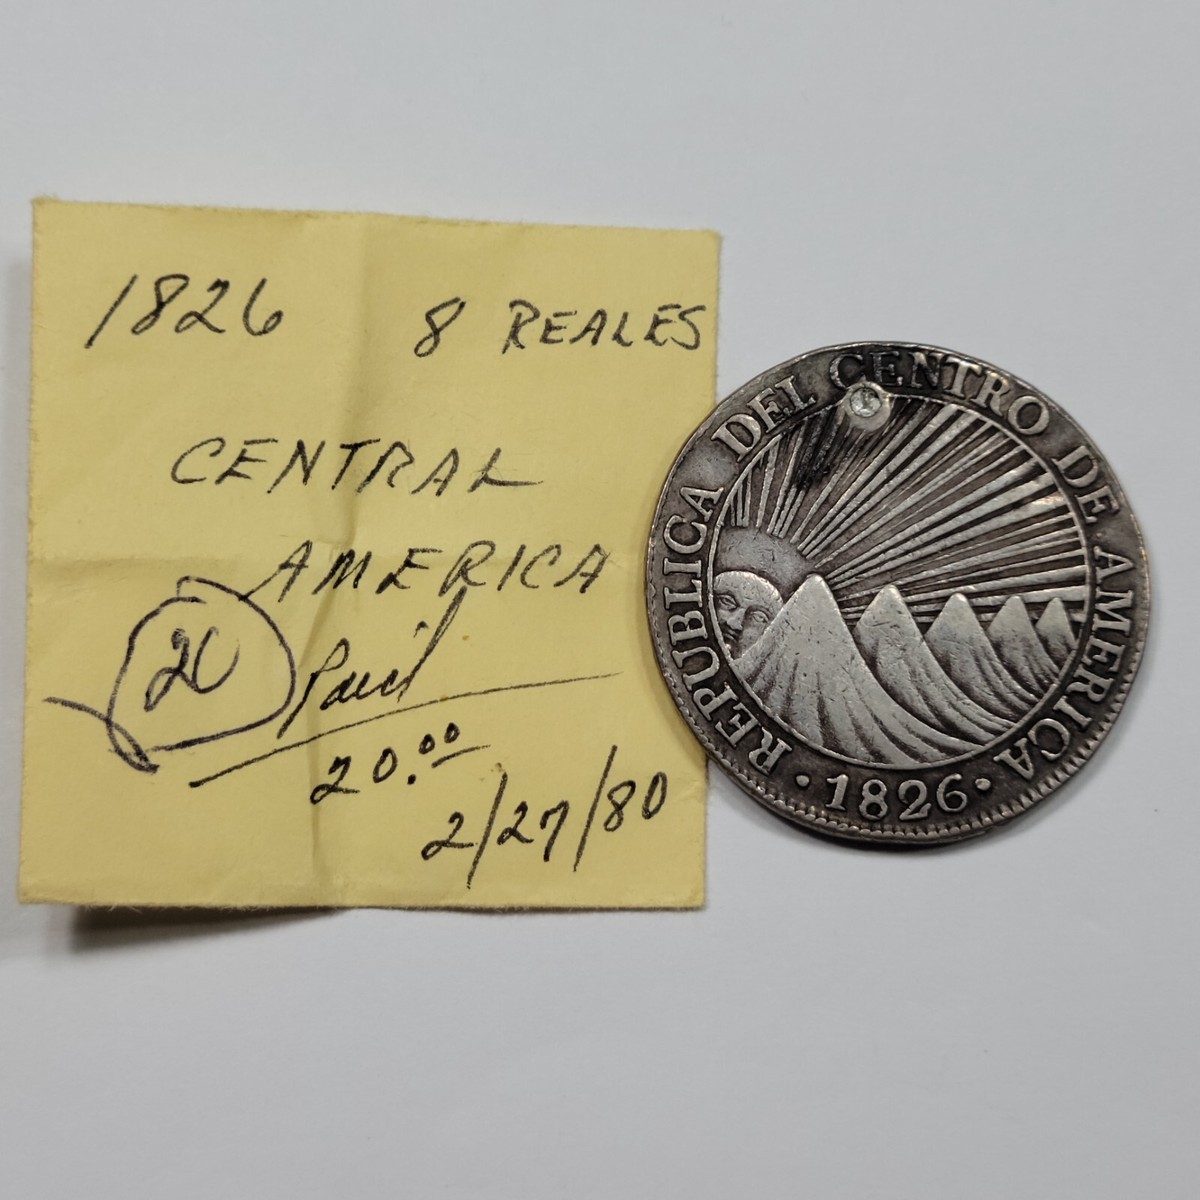 1826 8 REALES
CENTRAL
AMERICA
20 Paid
20.00
2/27/80
REPUBLICA DEL CENTRO DE AMERICA
· 1826 ·